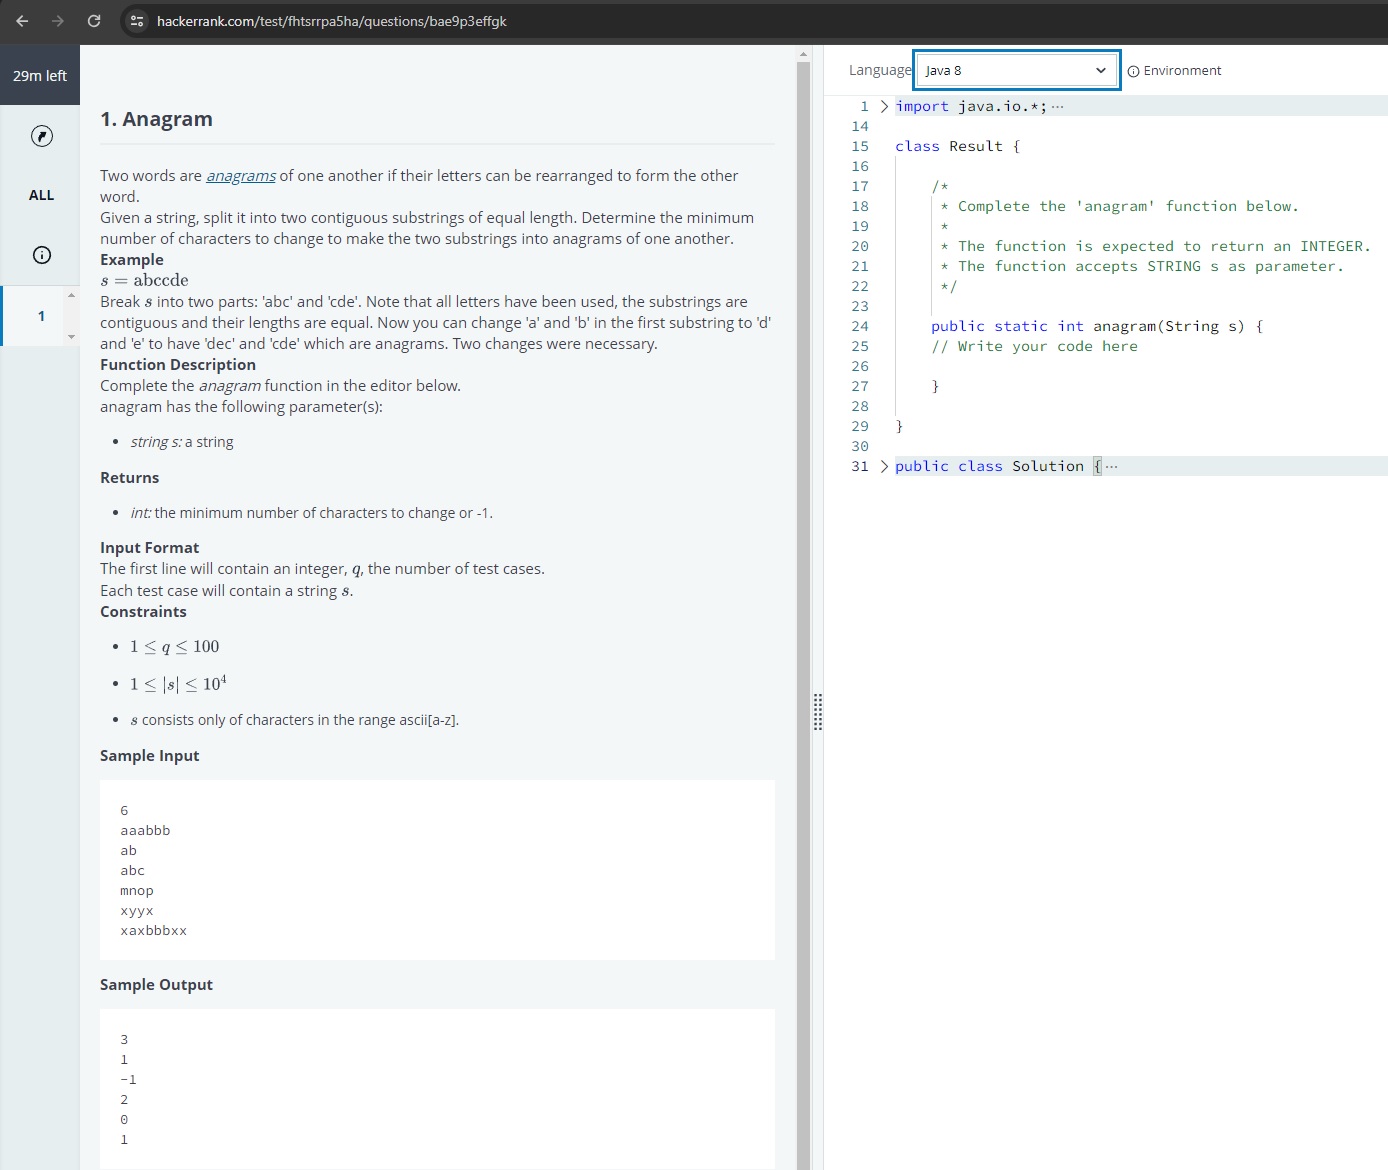 hackerrank.com/test/fhtsrrpa5ha/questions/bae9p3effgk
29m left
ALL
1
1. Anagram
Two words are anagrams of one another if their letters can be rearranged to form the other
word.
Given a string, split it into two contiguous substrings of equal length. Determine the minimum
number of characters to change to make the two substrings into anagrams of one another.
Example
s = abccde
Break s into two parts: 'abc' and 'cde'. Note that all letters have been used, the substrings are
contiguous and their lengths are equal. Now you can change 'a' and 'b' in the first substring to 'd'
and 'e' to have 'dec' and 'cde' which are anagrams. Two changes were necessary.
Function Description
Complete the anagram function in the editor below.
anagram has the following parameter(s):
• string s: a string
Returns
• int: the minimum number of characters to change or -1.
Input Format
The first line will contain an integer, q, the number of test cases.
Each test case will contain a string s.
Constraints
• 1 ≤ q ≤ 100
• 1 ≤ |s| ≤ 10⁴
• s consists only of characters in the range ascii[a-z].
Sample Input
6
aaabbb
ab
abc
mnop
xyyx
xaxbbbxx
Sample Output
3
1
-1
2
0
1
Language Java 8 Environment
1 import java.io.*; ···
14
15 class Result {
16
17 /*
18 * Complete the 'anagram' function below.
19 *
20 * The function is expected to return an INTEGER.
21 * The function accepts STRING s as parameter.
22 */
23
24 public static int anagram(String s) {
25 // Write your code here
26
27 }
28
29 }
30
31 public class Solution { ···